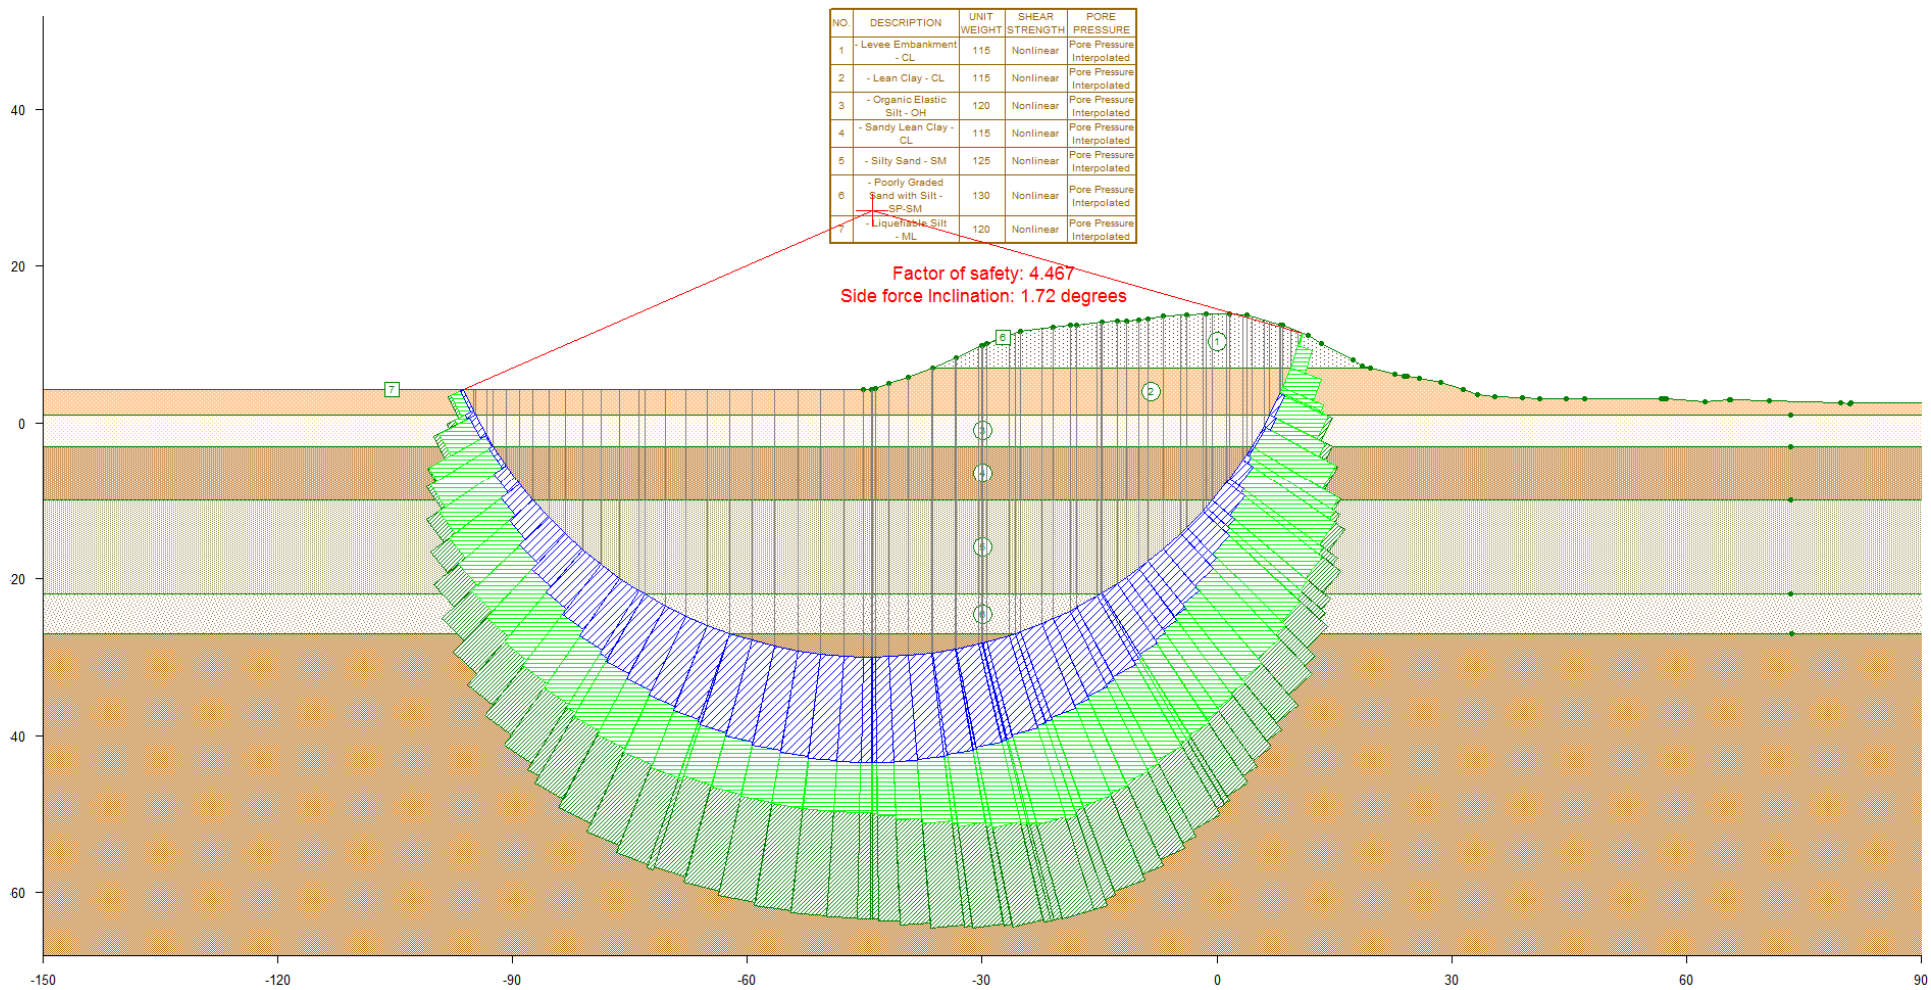 NO. DESCRIPTION UNIT WEIGHT SHEAR STRENGTH PORE PRESSURE
1 - Levee Embankment - CL 115 Nonlinear Pore Pressure Interpolated
2 - Lean Clay - CL 115 Nonlinear Pore Pressure Interpolated
3 - Organic Elastic Silt - OH 120 Nonlinear Pore Pressure Interpolated
4 - Sandy Lean Clay - CL 115 Nonlinear Pore Pressure Interpolated
5 - Silty Sand - SM 125 Nonlinear Pore Pressure Interpolated
6 - Poorly Graded Sand with Silt - SP-SM 130 Nonlinear Pore Pressure Interpolated
7 - Liquefiable Silt - ML 120 Nonlinear Pore Pressure Interpolated
40
20
Factor of safety: 4.467
Side force Inclination: 1.72 degrees
6
1
7
2
0
3
4
5
20
6
40
60
-150 -120 -90 -60 -30 0 30 60 90